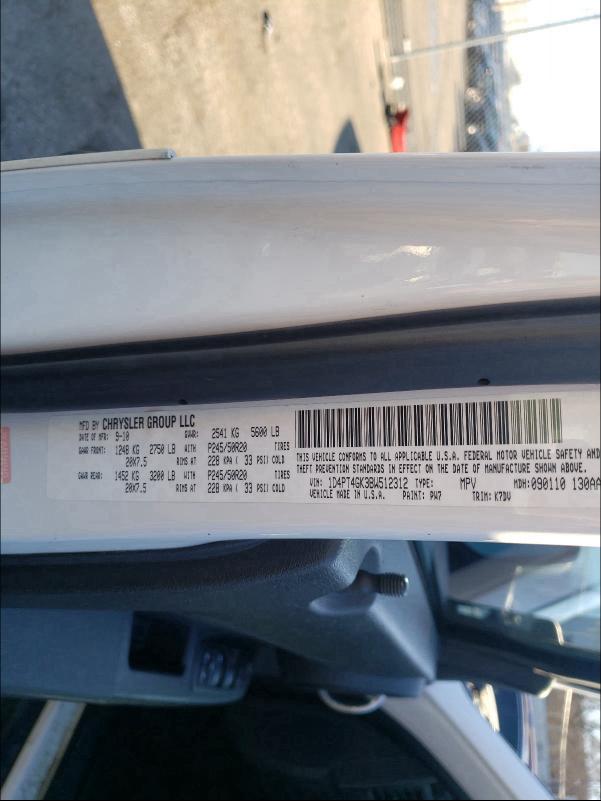 MFD BY CHRYSLER GROUP LLC
DATE OF MFR: 9-10 GVWR: 2541 KG 5600 LB
GAWR FRONT: 1248 KG 2750 LB WITH P245/50R20 TIRES
20X7.5 RIMS AT 228 KPA ( 33 PSI) COLD
GAWR REAR: 1452 KG 3200 LB WITH P245/50R20 TIRES
20X7.5 RIMS AT 228 KPA ( 33 PSI) COLD
THIS VEHICLE CONFORMS TO ALL APPLICABLE U.S.A. FEDERAL MOTOR VEHICLE SAFETY AND
THEFT PREVENTION STANDARDS IN EFFECT ON THE DATE OF MANUFACTURE SHOWN ABOVE.
VIN: 1D4PT4GK3BW512312 TYPE: MPV MDH: 090110 130AA
VEHICLE MADE IN U.S.A. PAINT: PW7 TRIM: K7DV